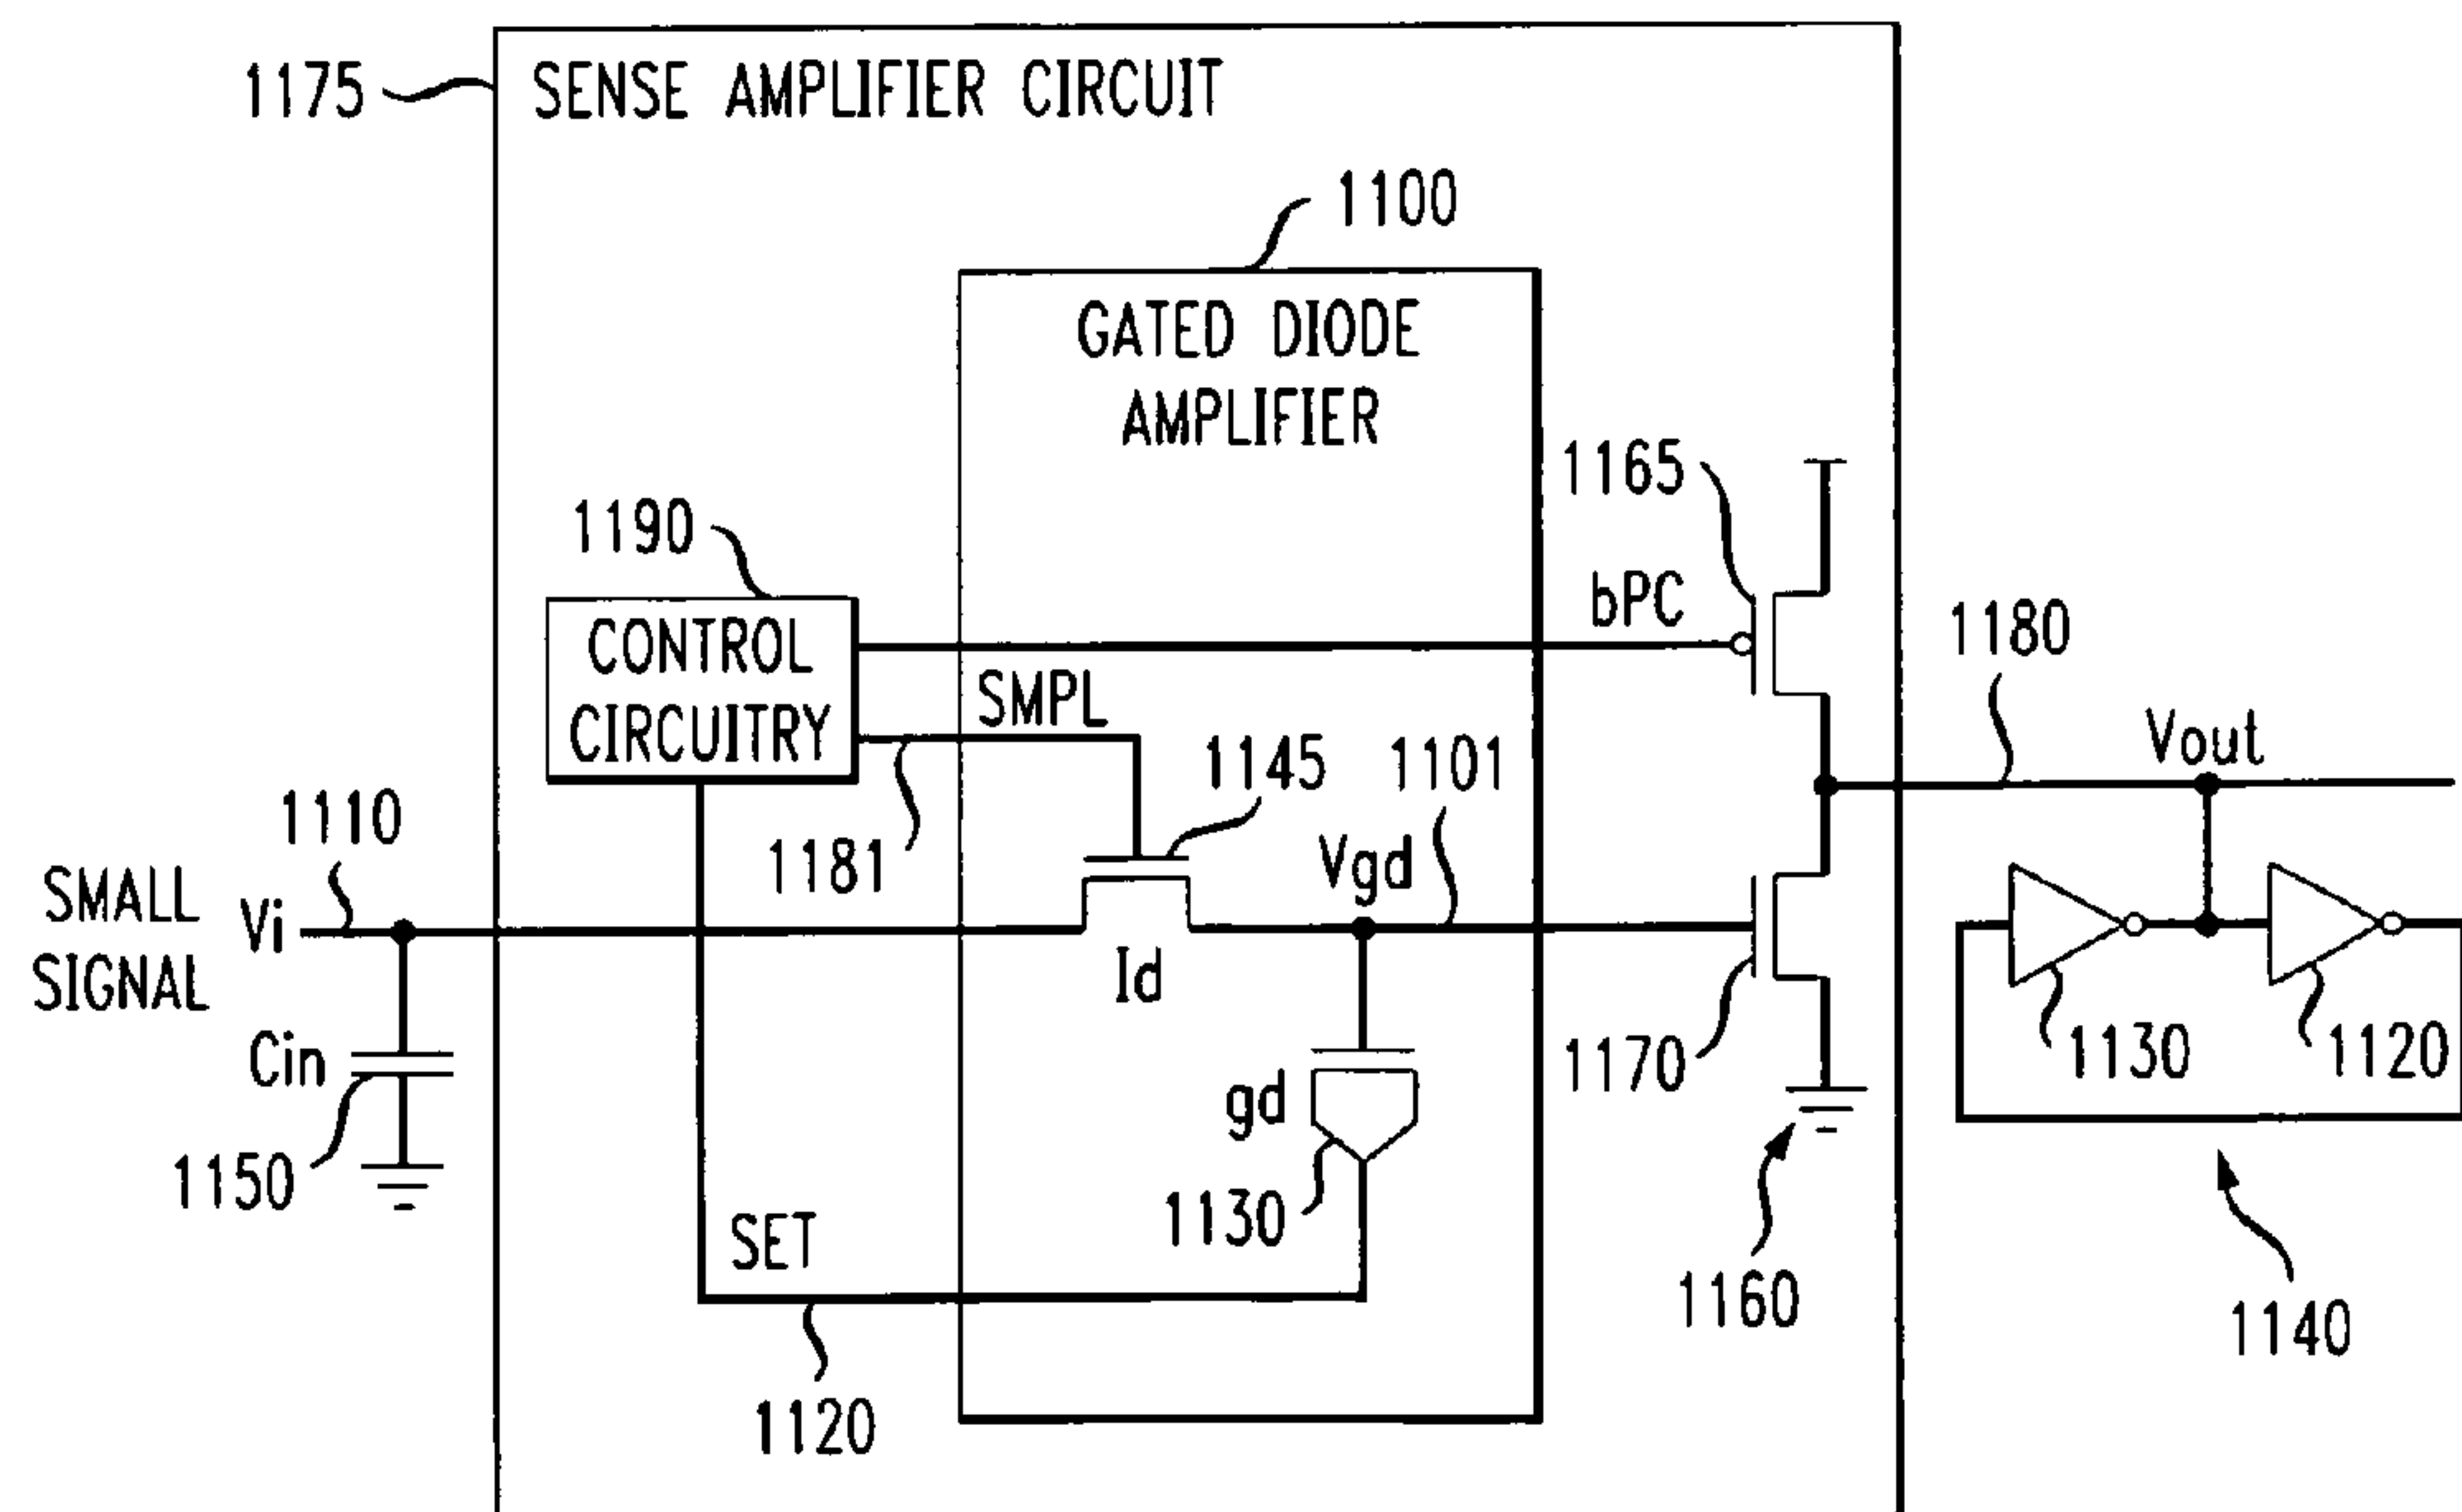 1175
SENSE AMPLIFIER CIRCUIT
1100
GATED DIODE
AMPLIFIER
1165
1190
bPC
1180
CONTROL
CIRCUITRY
SMPL
Vout
1145
1101
1110
1181
Vgd
SMALL
SIGNAL
Vi
Id
Cin
1170
1130
1120
gd
1150
1130
SET
1160
1140
1120